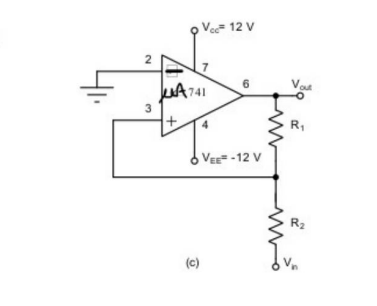 Vcc= 12 V
2
7
μA 741
6
Vout
3
+
4
R1
VEE= -12 V
R2
(c)
Vin